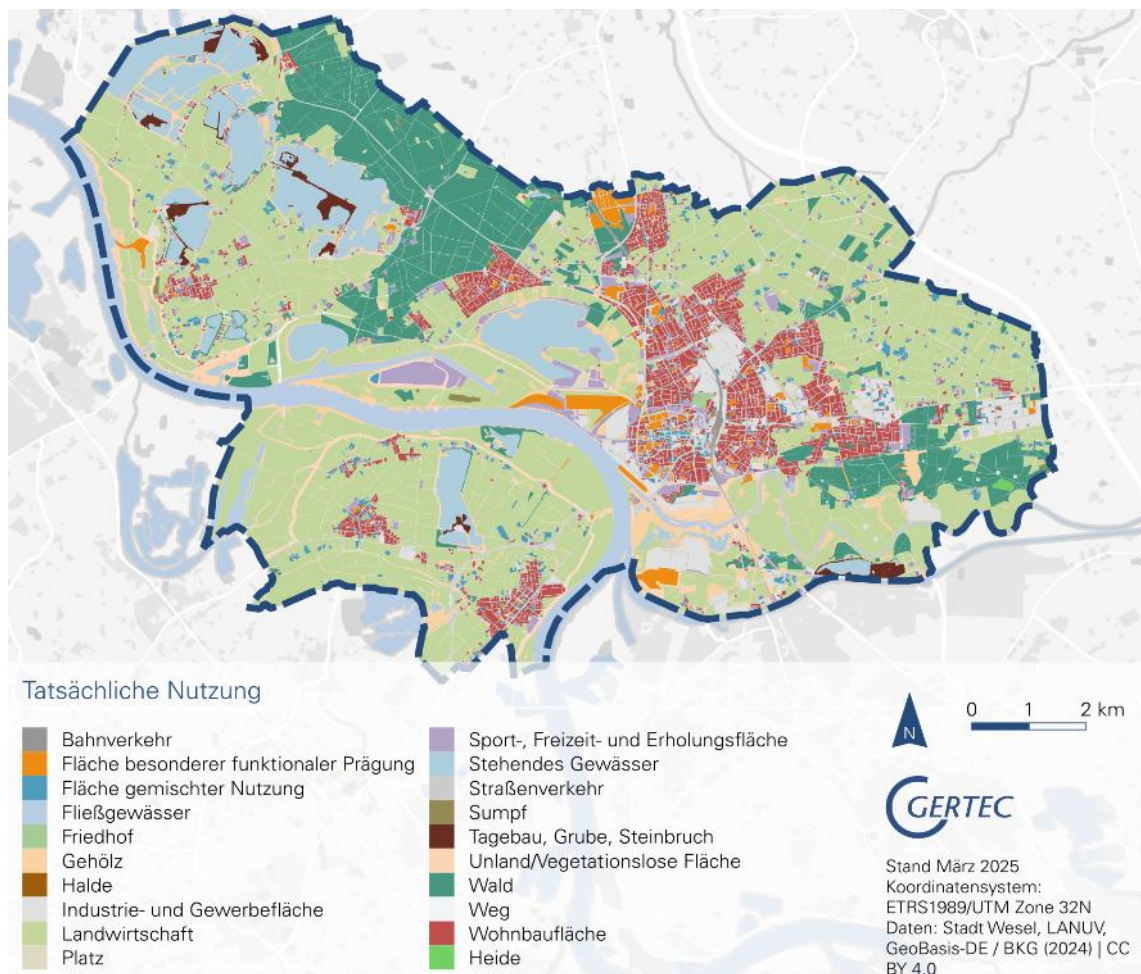 Tatsächliche Nutzung
Bahnverkehr
Fläche besonderer funktionaler Prägung
Fläche gemischter Nutzung
Fließgewässer
Friedhof
Gehölz
Halde
Industrie- und Gewerbefläche
Landwirtschaft
Platz
Sport-, Freizeit- und Erholungsfläche
Stehendes Gewässer
Straßenverkehr
Sumpf
Tagebau, Grube, Steinbruch
Unland/Vegetationslose Fläche
Wald
Weg
Wohnbaufläche
Heide
N
0 1 2 km
GERTEC
Stand März 2025
Koordinatensystem:
ETRS1989/UTM Zone 32N
Daten: Stadt Wesel, LANUV,
GeoBasis-DE / BKG (2024) | CC
BY 4.0